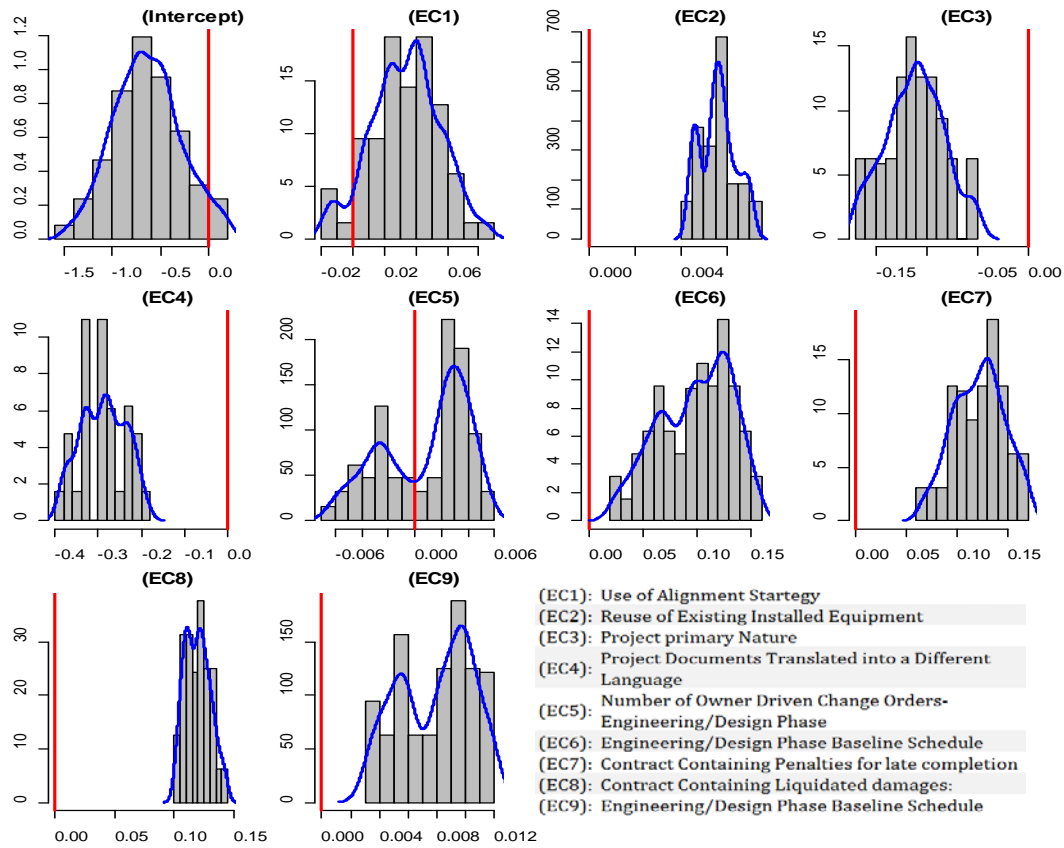 (Intercept) (EC1) (EC2) (EC3)
0.0 0.2 0.4 0.6 0.8 1.0 1.2
-1.5 -1.0 -0.5 0.0
0 5 10 15
-0.02 0.02 0.06
0 100 300 500 700
0.000 0.004
0 5 10 15
-0.15 -0.05 0.00
(EC4) (EC5) (EC6) (EC7)
0 2 4 6 8 10
-0.4 -0.3 -0.2 -0.1 0.0
0 50 100 150 200
-0.006 0.000 0.006
0 2 4 6 8 10 12 14
0.00 0.05 0.10 0.15
0 5 10 15
0.00 0.05 0.10 0.15
(EC8) (EC9)
0 10 20 30
0.00 0.10 0.15
0 50 100 150
0.000 0.004 0.008 0.012
(EC1): Use of Alignment Startegy
(EC2): Reuse of Existing Installed Equipment
(EC3): Project primary Nature
(EC4): Project Documents Translated into a Different
Language
(EC5): Number of Owner Driven Change Orders-
Engineering/Design Phase
(EC6): Engineering/Design Phase Baseline Schedule
(EC7): Contract Containing Penalties for late completion
(EC8): Contract Containing Liquidated damages:
(EC9): Engineering/Design Phase Baseline Schedule